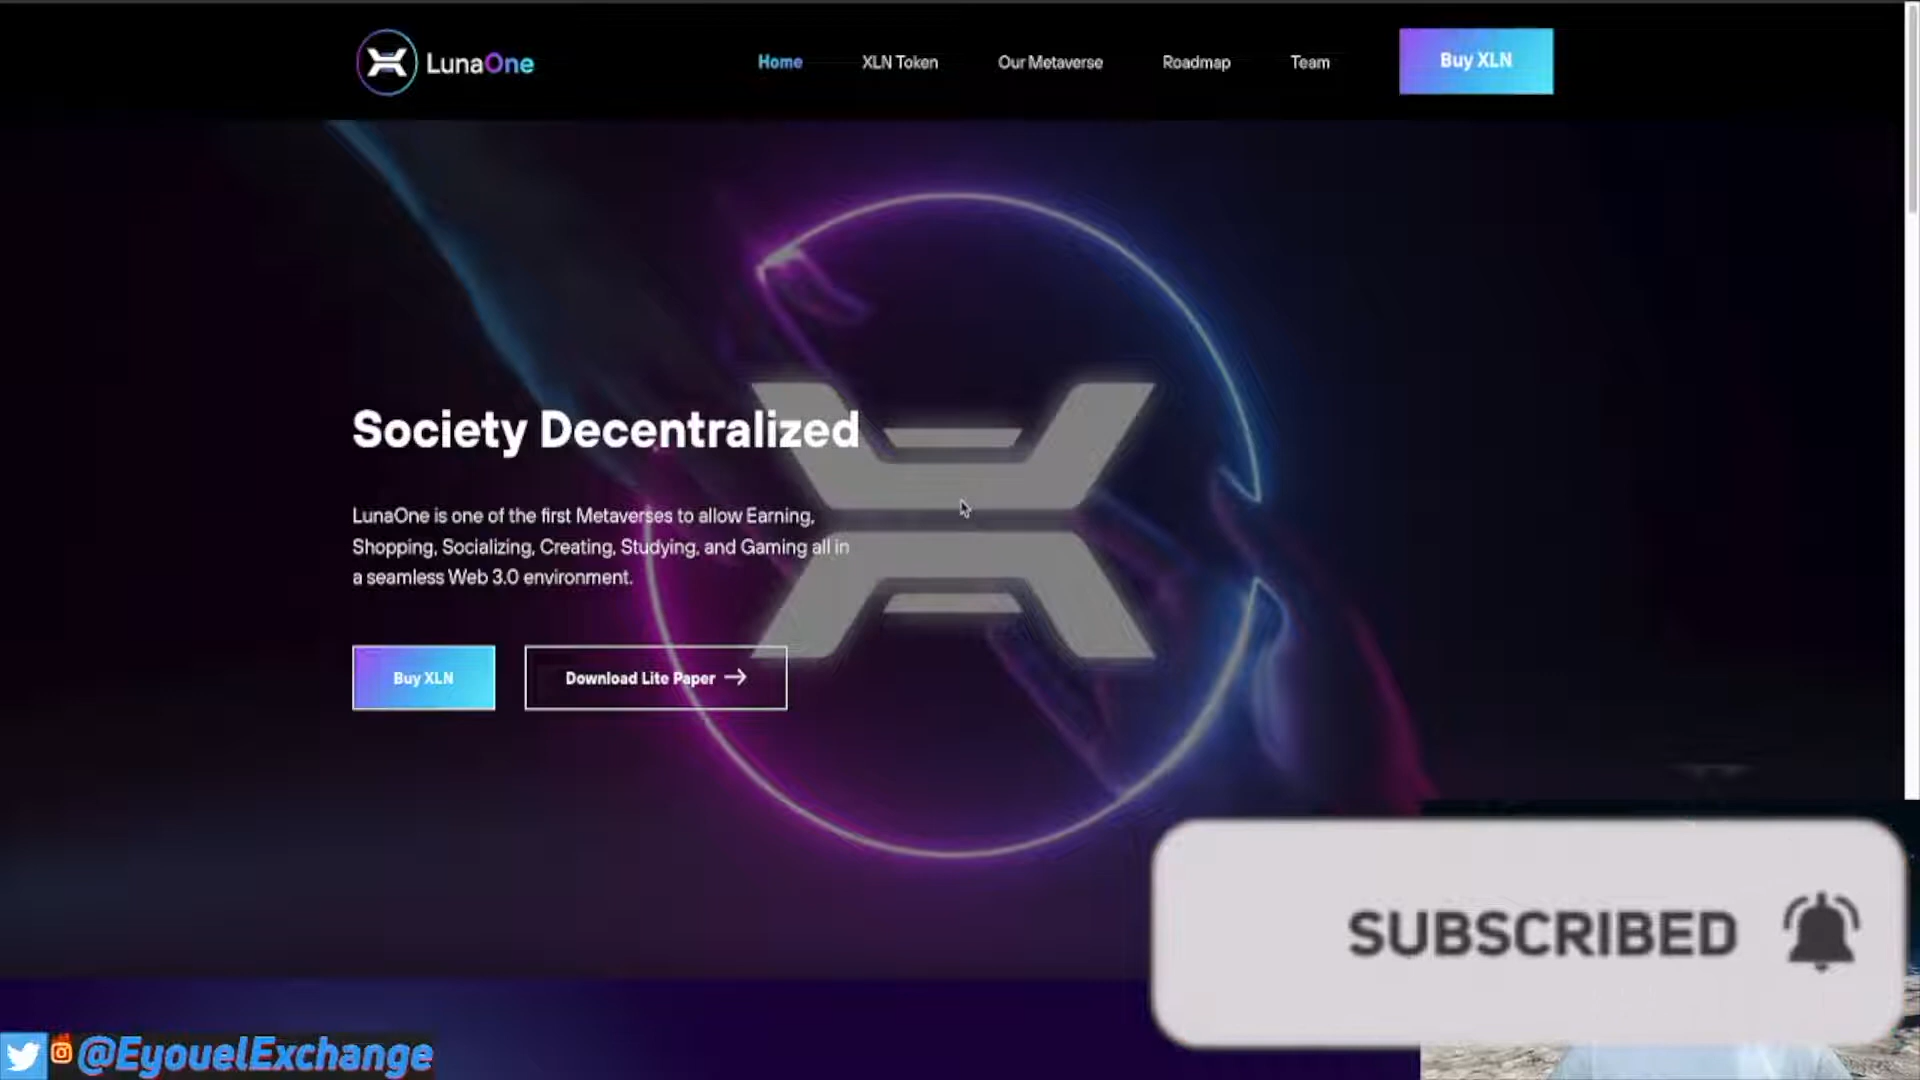 LunaOne
Home
XLN Token
Our Metaverse
Roadmap
Team
Buy XLN
Society Decentralized
LunaOne is one of the first Metaverses to allow Earning,
Shopping, Socializing, Creating, Studying, and Gaming all in
a seamless Web 3.0 environment.
Buy XLN
Download Lite Paper
SUBSCRIBED
@EyouelExchange